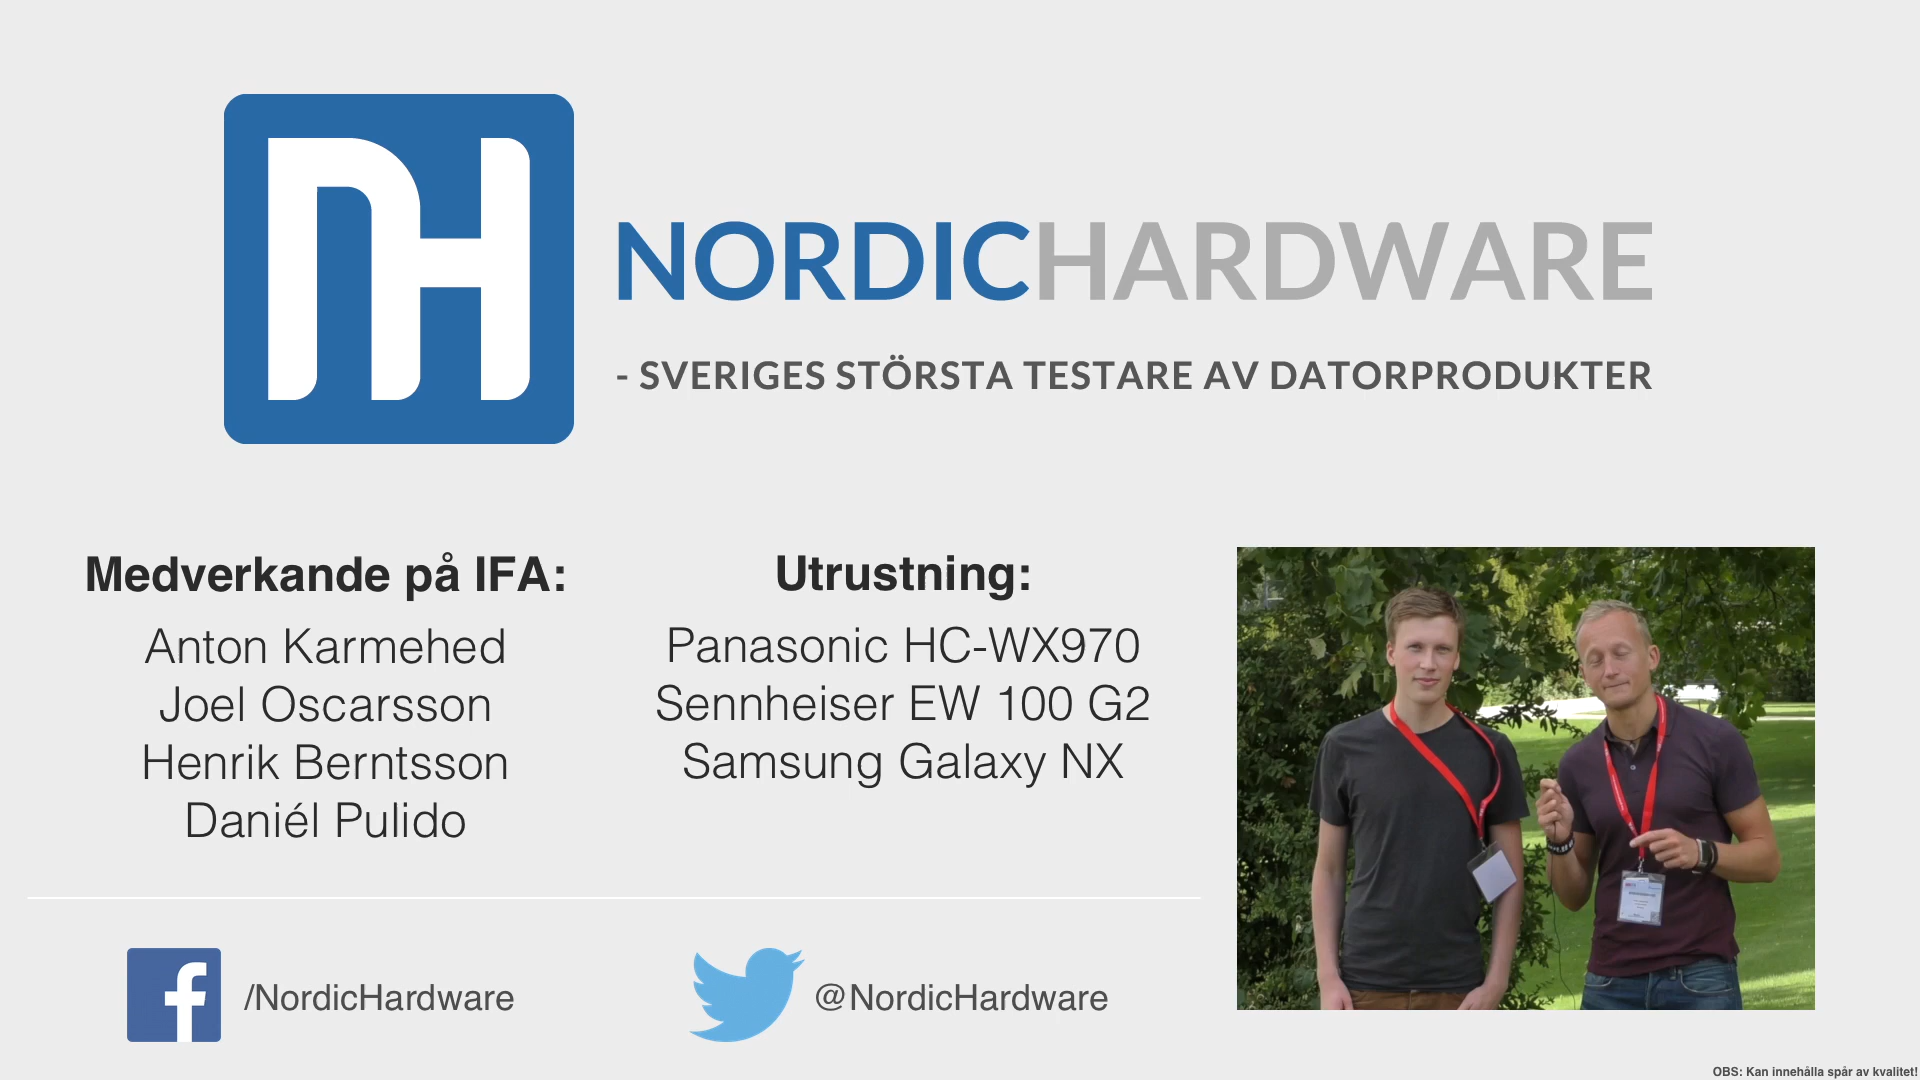 NH
NORDICHARDWARE
- SVERIGES STÖRSTA TESTARE AV DATORPRODUKTER
Medverkande på IFA:
Anton Karmehed
Joel Oscarsson
Henrik Berntsson
Daniél Pulido
Utrustning:
Panasonic HC-WX970
Sennheiser EW 100 G2
Samsung Galaxy NX
/NordicHardware
@NordicHardware
OBS: Kan innehålla spår av kvalitet!